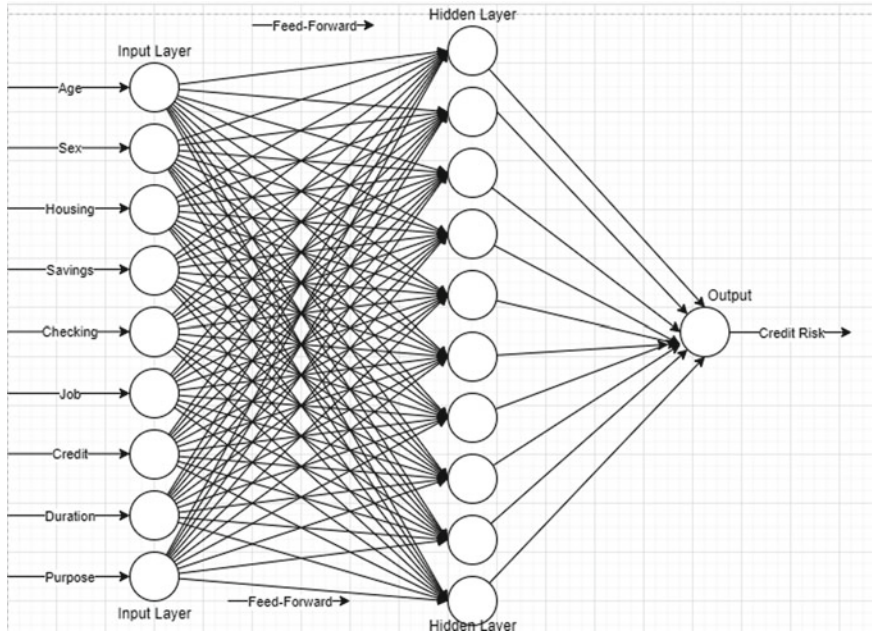 Feed-Forward
Hidden Layer
Input Layer
Age
Sex
Housing
Savings
Checking
Job
Credit
Duration
Purpose
Input Layer
Output
Credit Risk
Feed-Forward
Hidden Layer